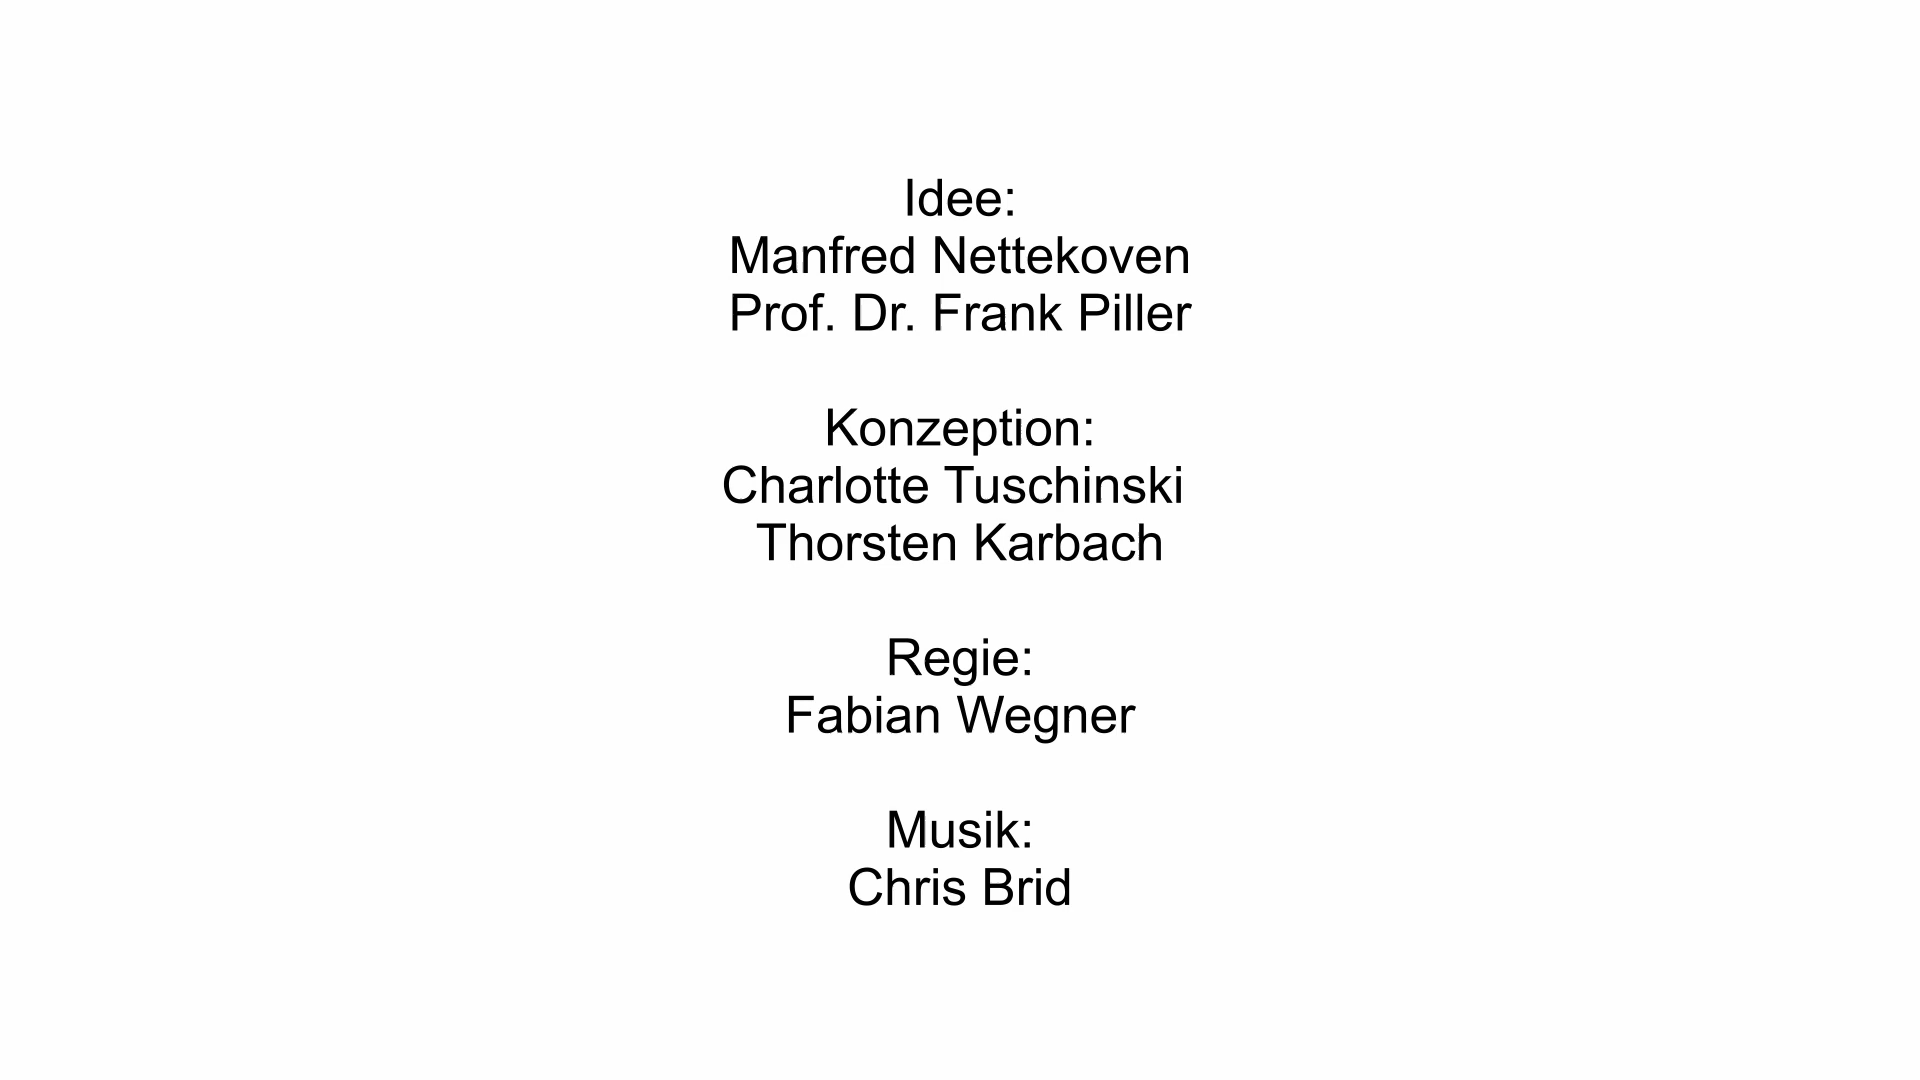 Idee:
Manfred Nettekoven
Prof. Dr. Frank Piller
Konzeption:
Charlotte Tuschinski
Thorsten Karbach
Regie:
Fabian Wegner
Musik:
Chris Brid